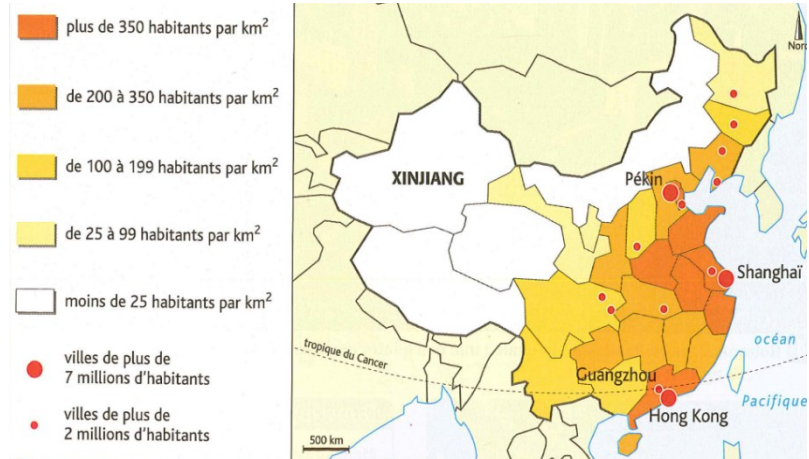 plus de 350 habitants par km²
de 200 à 350 habitants par km²
de 100 à 199 habitants par km²
de 25 à 99 habitants par km²
moins de 25 habitants par km²
villes de plus de
7 millions d'habitants
villes de plus de
2 millions d'habitants
Nord
XINJIANG
Pékin
Shanghaï
océan
tropique du Cancer
Guangzhou
Pacifique
Hong Kong
500 km